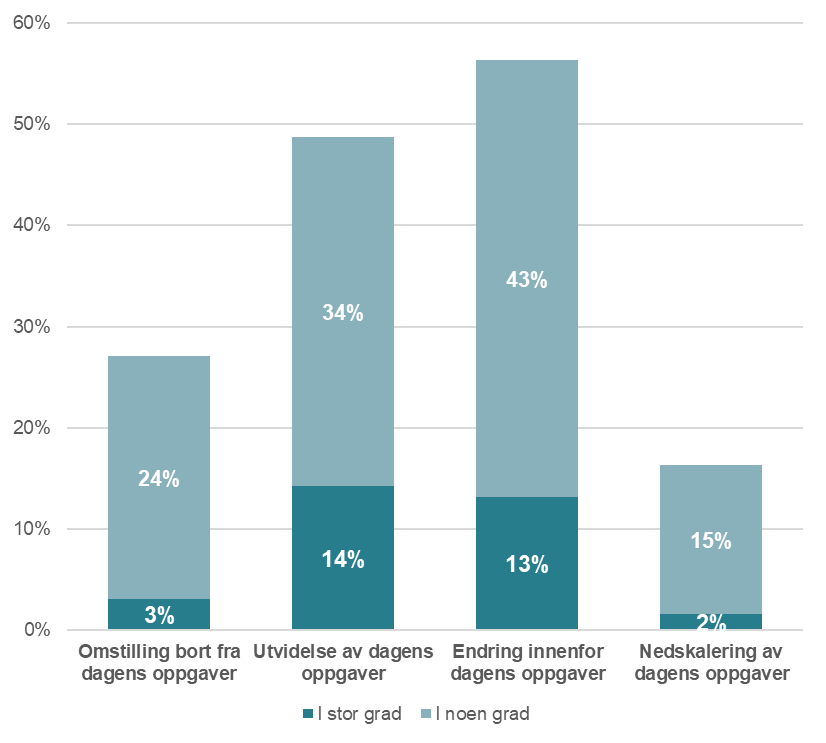 60%
50%
40%
30%
20%
10%
0%
43%
34%
24%
15%
14%
13%
3%
2%
Omstilling bort fra
dagens oppgaver
Utvidelse av dagens
oppgaver
Endring innenfor
dagens oppgaver
Nedskalering av
dagens oppgaver
I stor grad
I noen grad